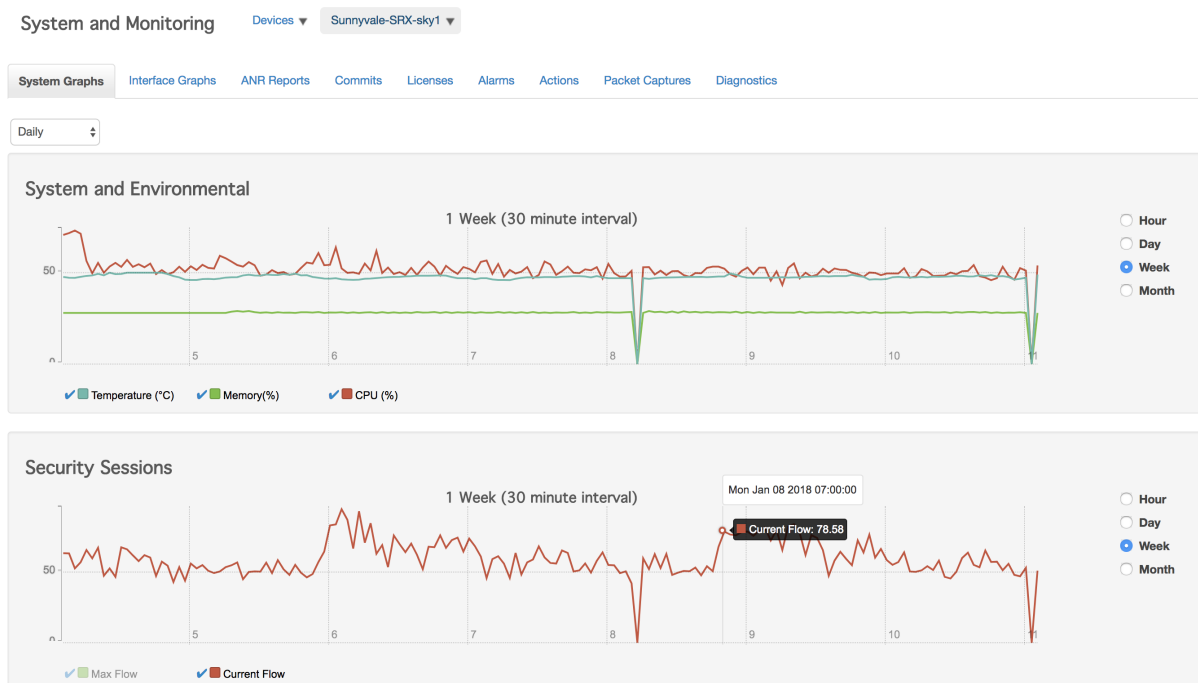 System and Monitoring Devices ▼ Sunnyvale-SRX-sky1 ▼
System Graphs Interface Graphs ANR Reports Commits Licenses Alarms Actions Packet Captures Diagnostics
Daily
System and Environmental
1 Week (30 minute interval)
50
0
5 6 7 8 9 10 11
Temperature (°C) Memory(%) CPU (%)
Hour
Day
Week
Month
Security Sessions
1 Week (30 minute interval)
Mon Jan 08 2018 07:00:00
Current Flow: 78.58
50
0
5 6 7 8 9 10 11
Max Flow Current Flow
Hour
Day
Week
Month